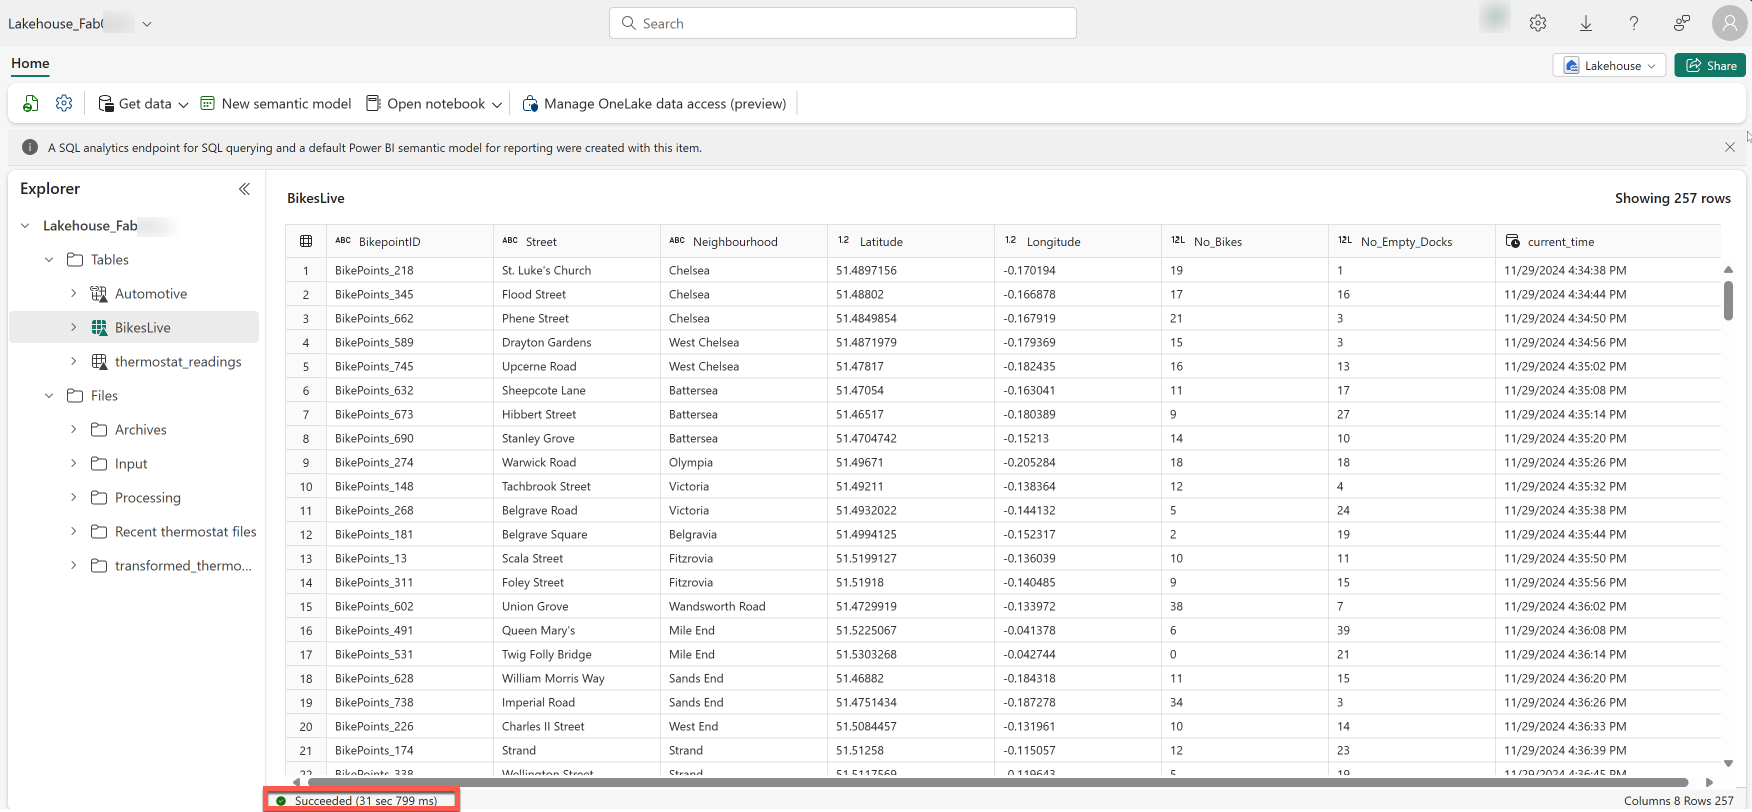 Lakehouse_Fab
Search
Home
Lakehouse
Share
Get data
New semantic model
Open notebook
Manage OneLake data access (preview)
A SQL analytics endpoint for SQL querying and a default Power BI semantic model for reporting were created with this item.
Explorer
Lakehouse_Fab
Tables
Automotive
BikesLive
thermostat_readings
Files
Archives
Input
Processing
Recent thermostat files
transformed_thermo...
BikesLive
Showing 257 rows
ABC BikepointID ABC Street ABC Neighbourhood 1.2 Latitude 1.2 Longitude 12L No_Bikes 12L No_Empty_Docks current_time
1 BikePoints_218 St. Luke's Church Chelsea 51.4897156 -0.170194 19 1 11/29/2024 4:34:38 PM
2 BikePoints_345 Flood Street Chelsea 51.48802 -0.166878 17 16 11/29/2024 4:34:44 PM
3 BikePoints_662 Phene Street Chelsea 51.4849854 -0.167919 21 3 11/29/2024 4:34:50 PM
4 BikePoints_589 Drayton Gardens West Chelsea 51.4871979 -0.179369 15 3 11/29/2024 4:34:56 PM
5 BikePoints_745 Upcerne Road West Chelsea 51.47817 -0.182435 16 13 11/29/2024 4:35:02 PM
6 BikePoints_632 Sheepcote Lane Battersea 51.47054 -0.163041 11 17 11/29/2024 4:35:08 PM
7 BikePoints_673 Hibbert Street Battersea 51.46517 -0.180389 9 27 11/29/2024 4:35:14 PM
8 BikePoints_690 Stanley Grove Battersea 51.4704742 -0.15213 14 10 11/29/2024 4:35:20 PM
9 BikePoints_274 Warwick Road Olympia 51.49671 -0.205284 18 18 11/29/2024 4:35:26 PM
10 BikePoints_148 Tachbrook Street Victoria 51.49211 -0.138364 12 4 11/29/2024 4:35:32 PM
11 BikePoints_268 Belgrave Road Victoria 51.4932022 -0.144132 5 24 11/29/2024 4:35:38 PM
12 BikePoints_181 Belgrave Square Belgravia 51.4994125 -0.152317 2 19 11/29/2024 4:35:44 PM
13 BikePoints_13 Scala Street Fitzrovia 51.5199127 -0.136039 10 11 11/29/2024 4:35:50 PM
14 BikePoints_311 Foley Street Fitzrovia 51.51918 -0.140485 9 15 11/29/2024 4:35:56 PM
15 BikePoints_602 Union Grove Wandsworth Road 51.4729919 -0.133972 38 7 11/29/2024 4:36:02 PM
16 BikePoints_491 Queen Mary's Mile End 51.5225067 -0.041378 6 39 11/29/2024 4:36:08 PM
17 BikePoints_531 Twig Folly Bridge Mile End 51.5303268 -0.042744 0 21 11/29/2024 4:36:14 PM
18 BikePoints_628 William Morris Way Sands End 51.46882 -0.184318 11 15 11/29/2024 4:36:20 PM
19 BikePoints_738 Imperial Road Sands End 51.4751434 -0.187278 34 3 11/29/2024 4:36:26 PM
20 BikePoints_226 Charles II Street West End 51.5084457 -0.131961 10 14 11/29/2024 4:36:33 PM
21 BikePoints_174 Strand Strand 51.51258 -0.115057 12 23 11/29/2024 4:36:39 PM
22 BikePoints_338 Wellington Street Strand 51.5117569 -0.119643 5 19 11/29/2024 4:36:45 PM
Succeeded (31 sec 799 ms)
Columns 8 Rows 257